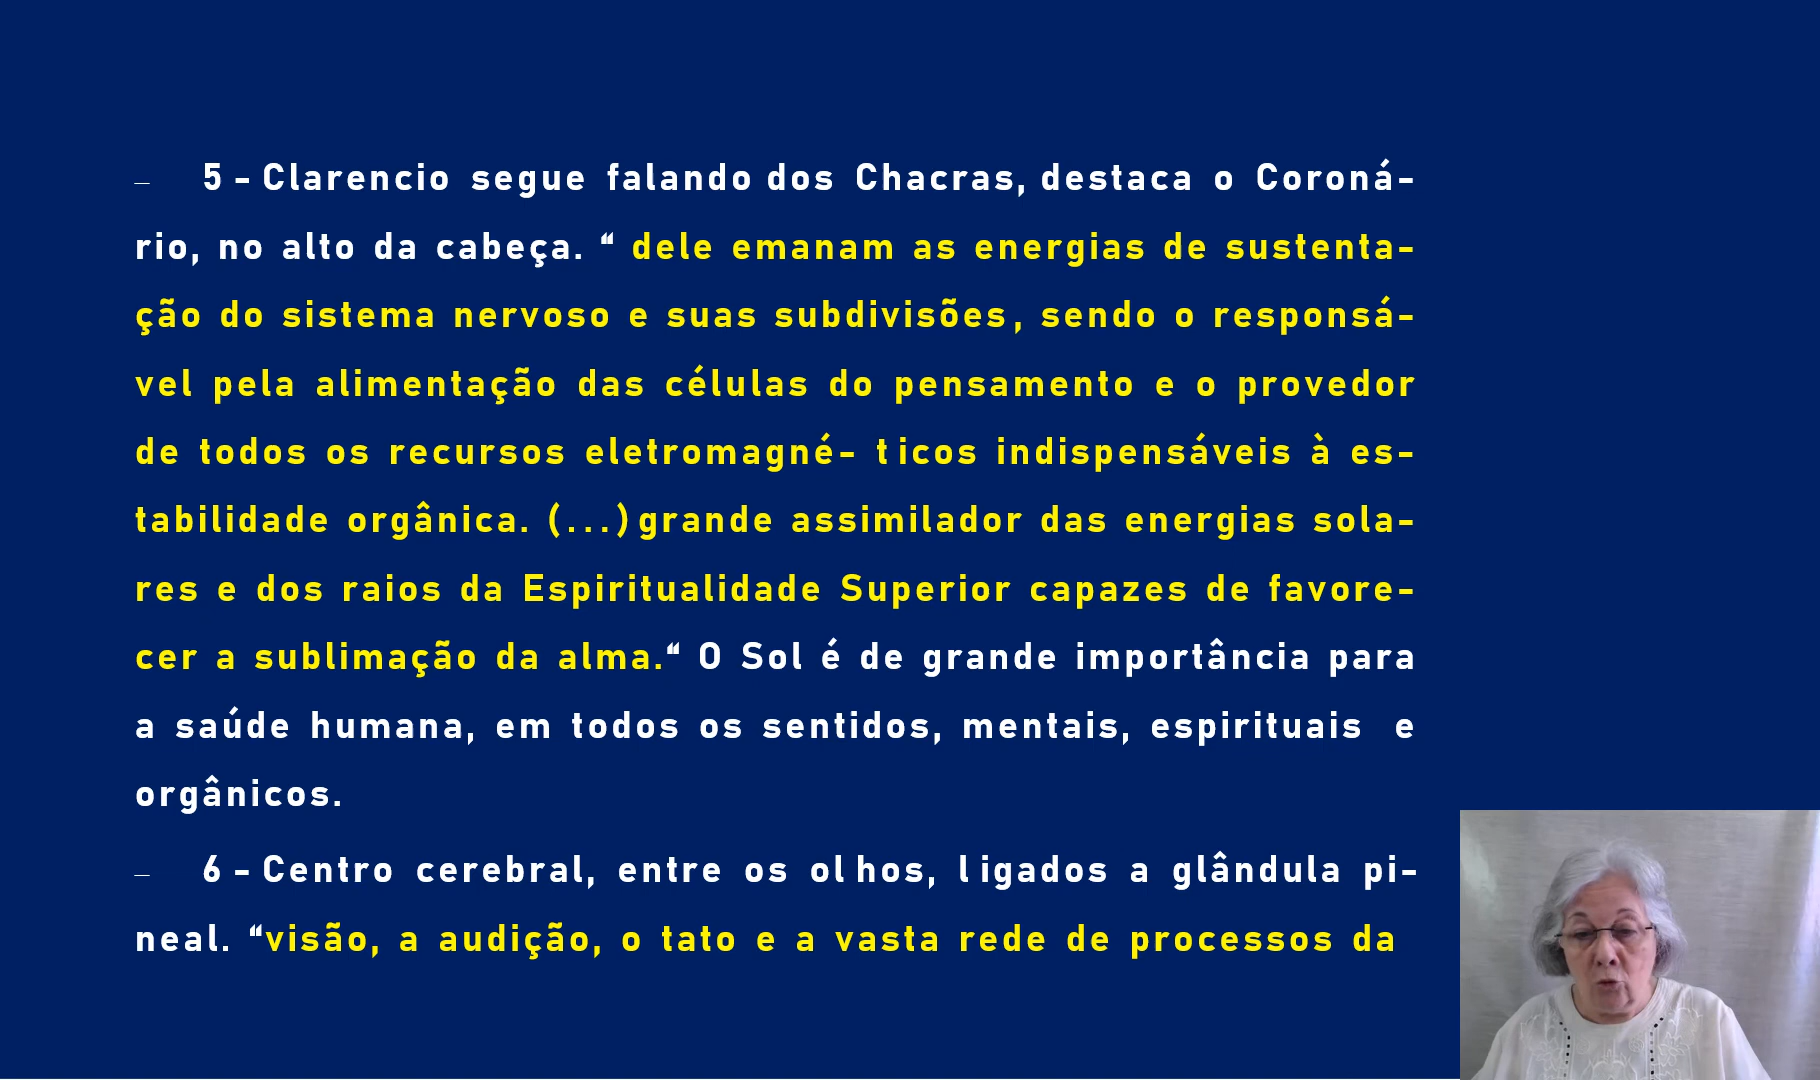 – 5 - Clarencio segue falando dos Chacras, destaca o Coroná-
rio, no alto da cabeça. “ dele emanam as energias de sustenta-
ção do sistema nervoso e suas subdivisões, sendo o responsá-
vel pela alimentação das células do pensamento e o provedor
de todos os recursos eletromagné- ticos indispensáveis à es-
tabilidade orgânica. (...) grande assimilador das energias sola-
res e dos raios da Espiritualidade Superior capazes de favore-
cer a sublimação da alma.“ O Sol é de grande importância para
a saúde humana, em todos os sentidos, mentais, espirituais e
orgânicos.
– 6 - Centro cerebral, entre os olhos, ligados a glândula pi-
neal. “visão, a audição, o tato e a vasta rede de processos da